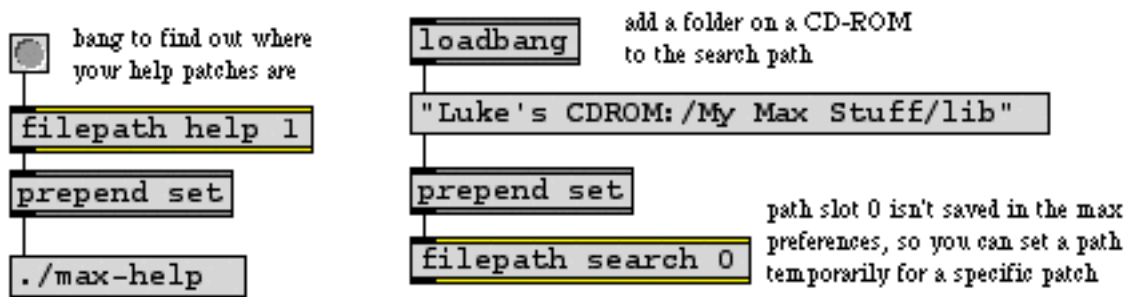 bang to find out where
your help patches are
filepath help 1
prepend set
./max-help
loadbang
add a folder on a CD-ROM
to the search path
"Luke's CDROM:/My Max Stuff/lib"
prepend set
filepath search 0
path slot 0 isn't saved in the max
preferences, so you can set a path
temporarily for a specific patch